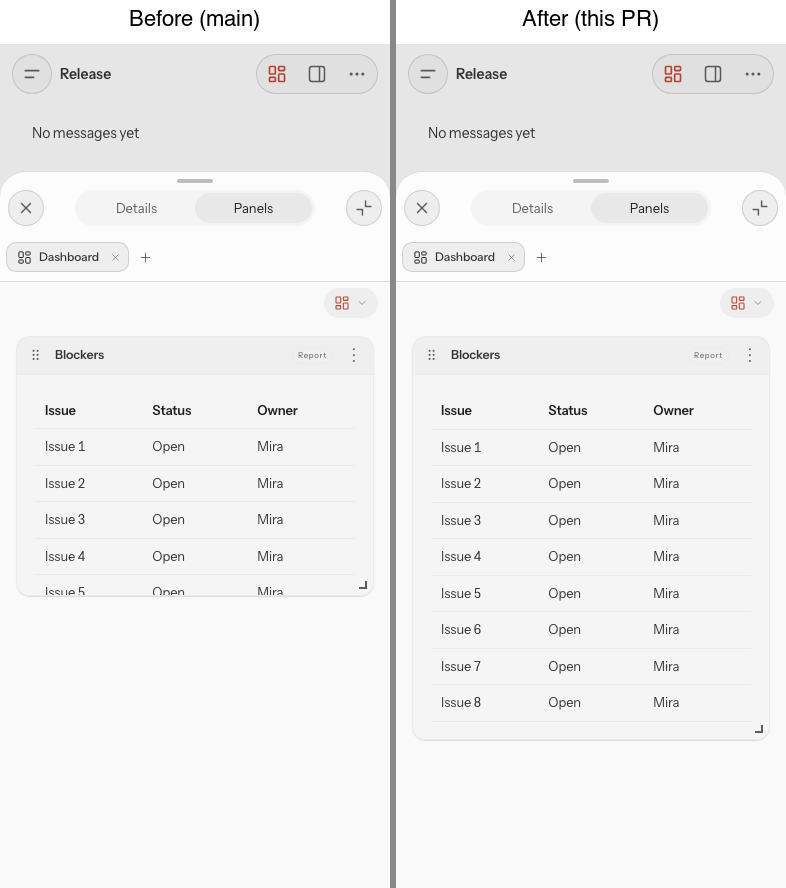 Before (main)
Release
No messages yet
Details Panels
Dashboard
Blockers Report
Issue Status Owner
Issue 1 Open Mira
Issue 2 Open Mira
Issue 3 Open Mira
Issue 4 Open Mira
Issue 5 Open Mira
After (this PR)
Release
No messages yet
Details Panels
Dashboard
Blockers Report
Issue Status Owner
Issue 1 Open Mira
Issue 2 Open Mira
Issue 3 Open Mira
Issue 4 Open Mira
Issue 5 Open Mira
Issue 6 Open Mira
Issue 7 Open Mira
Issue 8 Open Mira